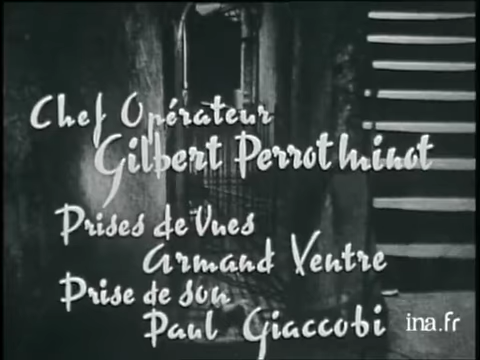 Chef Opérateur
Gilbert Perrot Minot
Prises de Vues
Armand Ventre
Prise de son
Paul Giaccobi
ina.fr